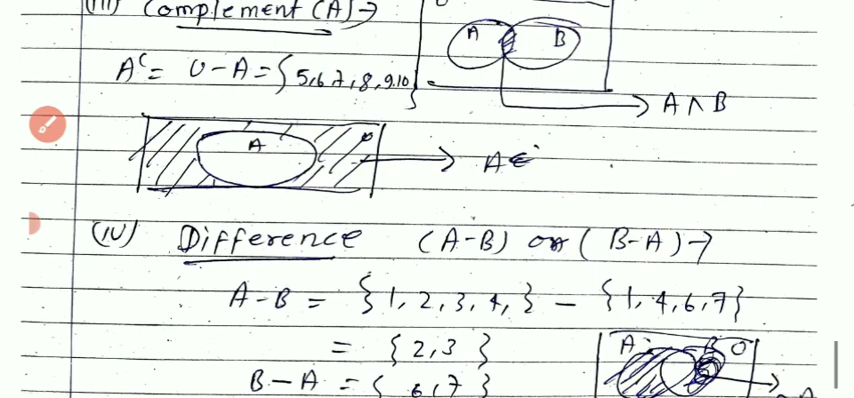 (iii) Complement (A)→
A B
Aᶜ = U-A = {5,6,7,8,9,10}
A∧B
A
(iv) Difference (A-B) or (B-A)→
A-B = {1,2,3,4,} - {1,4,6,7}
= {2,3}
A B U
B-A = {6,7}